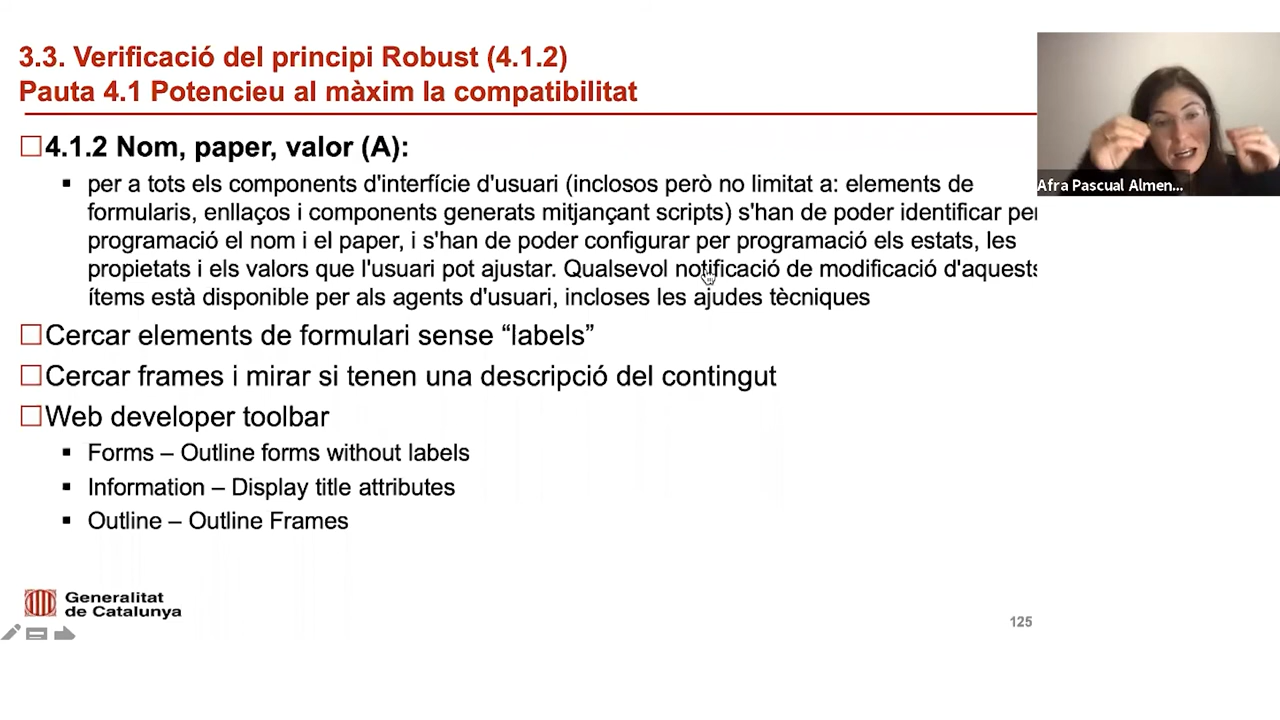 3.3. Verificació del principi Robust (4.1.2)
Pauta 4.1 Potencieu al màxim la compatibilitat
4.1.2 Nom, paper, valor (A):
per a tots els components d'interfície d'usuari (inclosos però no limitat a: elements de
formularis, enllaços i components generats mitjançant scripts) s'han de poder identificar per
programació el nom i el paper, i s'han de poder configurar per programació els estats, les
propietats i els valors que l'usuari pot ajustar. Qualsevol notificació de modificació d'aquests
ítems està disponible per als agents d'usuari, incloses les ajudes tècniques
Cercar elements de formulari sense “labels”
Cercar frames i mirar si tenen una descripció del contingut
Web developer toolbar
Forms – Outline forms without labels
Information – Display title attributes
Outline – Outline Frames
Generalitat
de Catalunya
125
Afra Pascual Almen...